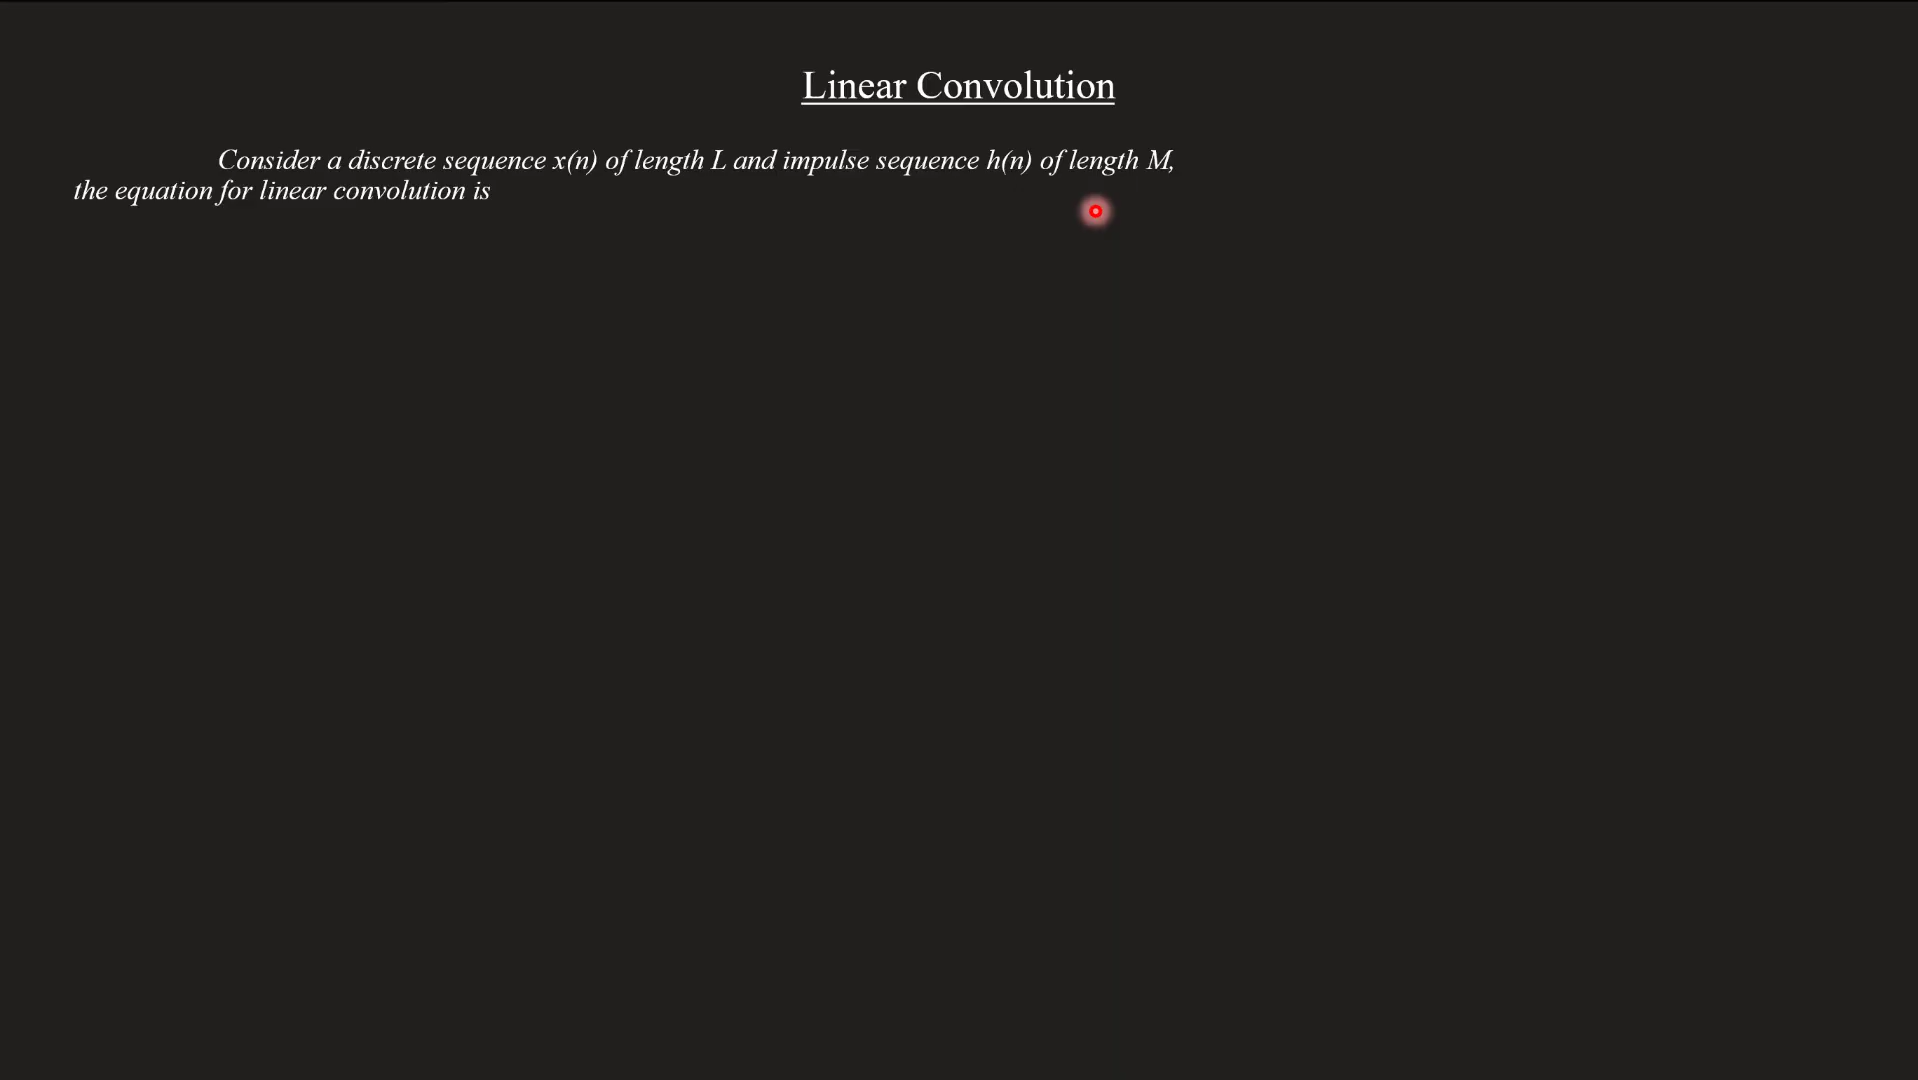 Linear Convolution
Consider a discrete sequence x(n) of length L and impulse sequence h(n) of length M,
the equation for linear convolution is